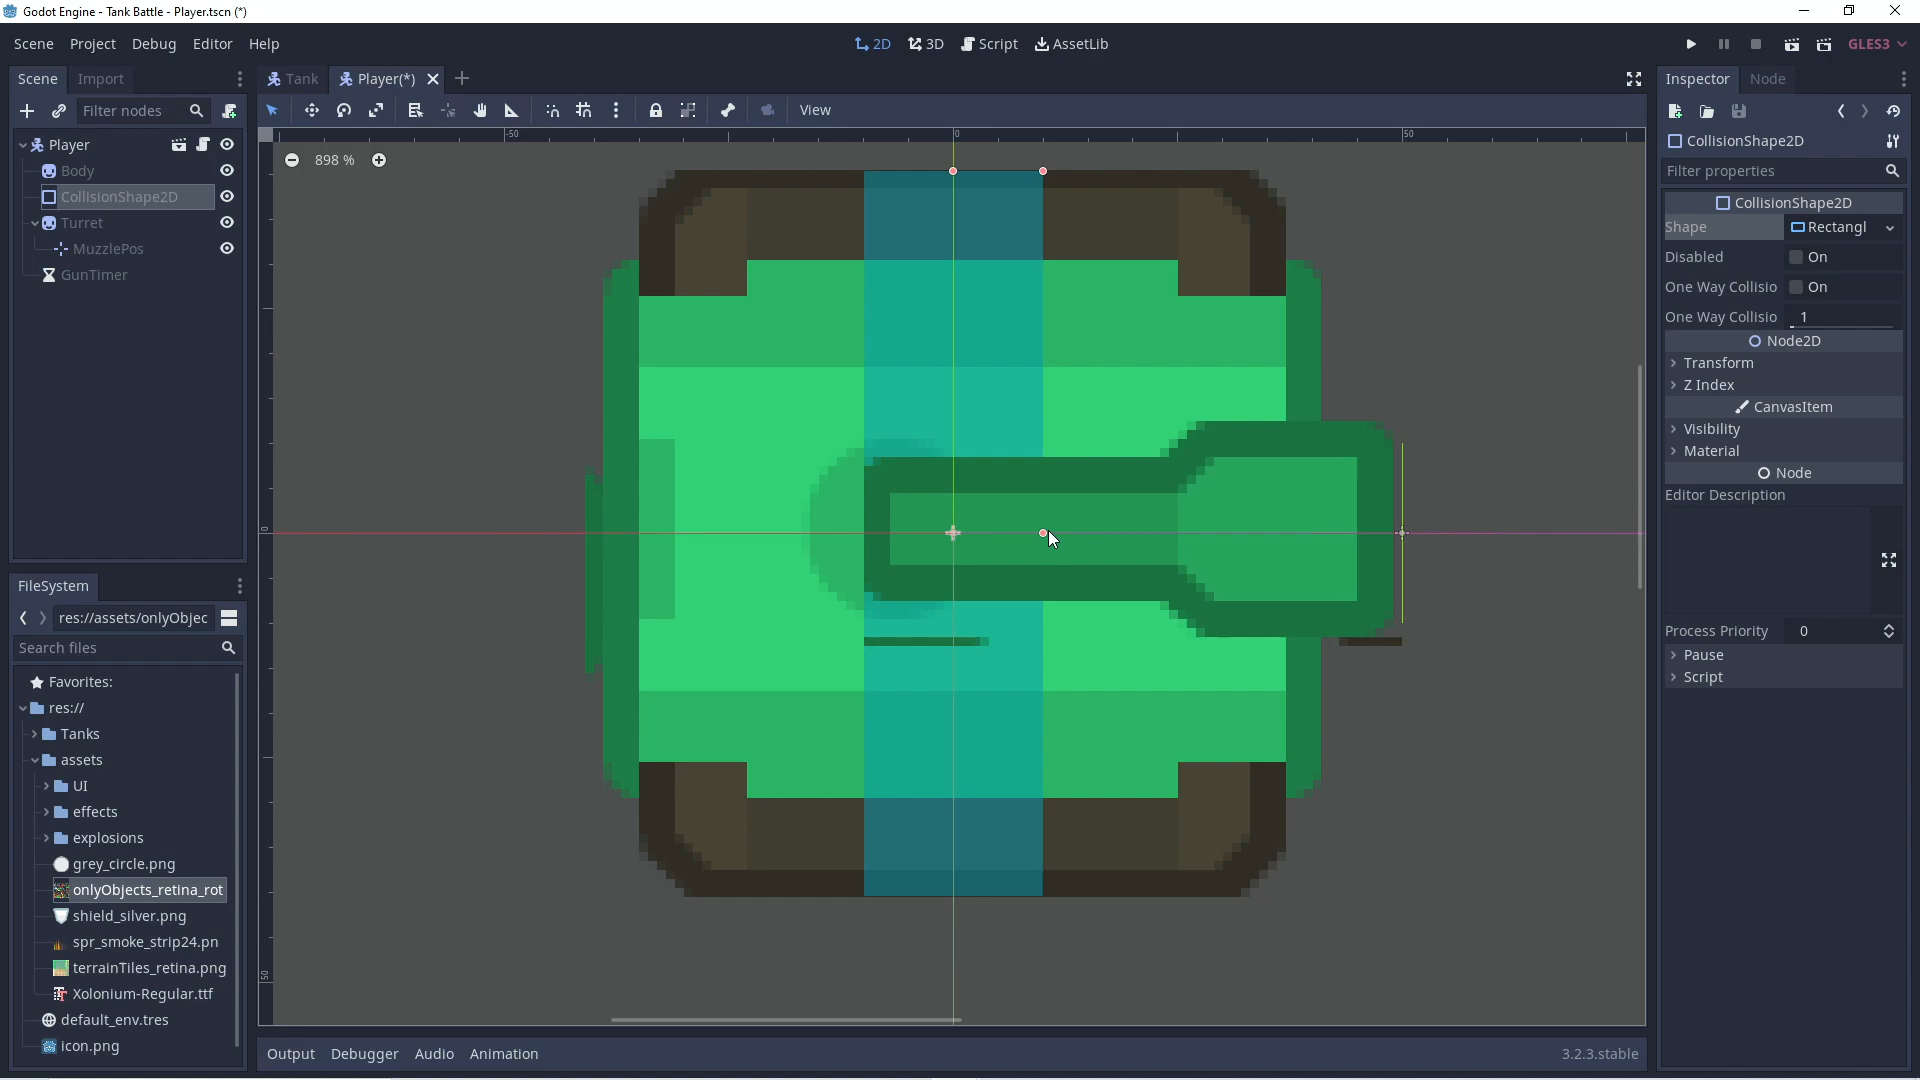 Godot Engine - Tank Battle - Player.tscn (*)
Scene Project Debug Editor Help
2D 3D Script AssetLib
GLES3
Scene Import
Tank Player(*)
Inspector Node
Filter nodes
View
CollisionShape2D
Filter properties
Player
Body
CollisionShape2D
Turret
MuzzlePos
GunTimer
-50 0 50
898 %
0
50
CollisionShape2D
Shape Rectangl
Disabled On
One Way Collisio On
One Way Collisio 1
Node2D
Transform
Z Index
CanvasItem
Visibility
Material
Node
Editor Description
Process Priority 0
Pause
Script
FileSystem
res://assets/onlyObjec
Search files
Favorites:
res://
Tanks
assets
UI
effects
explosions
grey_circle.png
onlyObjects_retina_rot
shield_silver.png
spr_smoke_strip24.pn
terrainTiles_retina.png
Xolonium-Regular.ttf
default_env.tres
icon.png
Output Debugger Audio Animation
3.2.3.stable